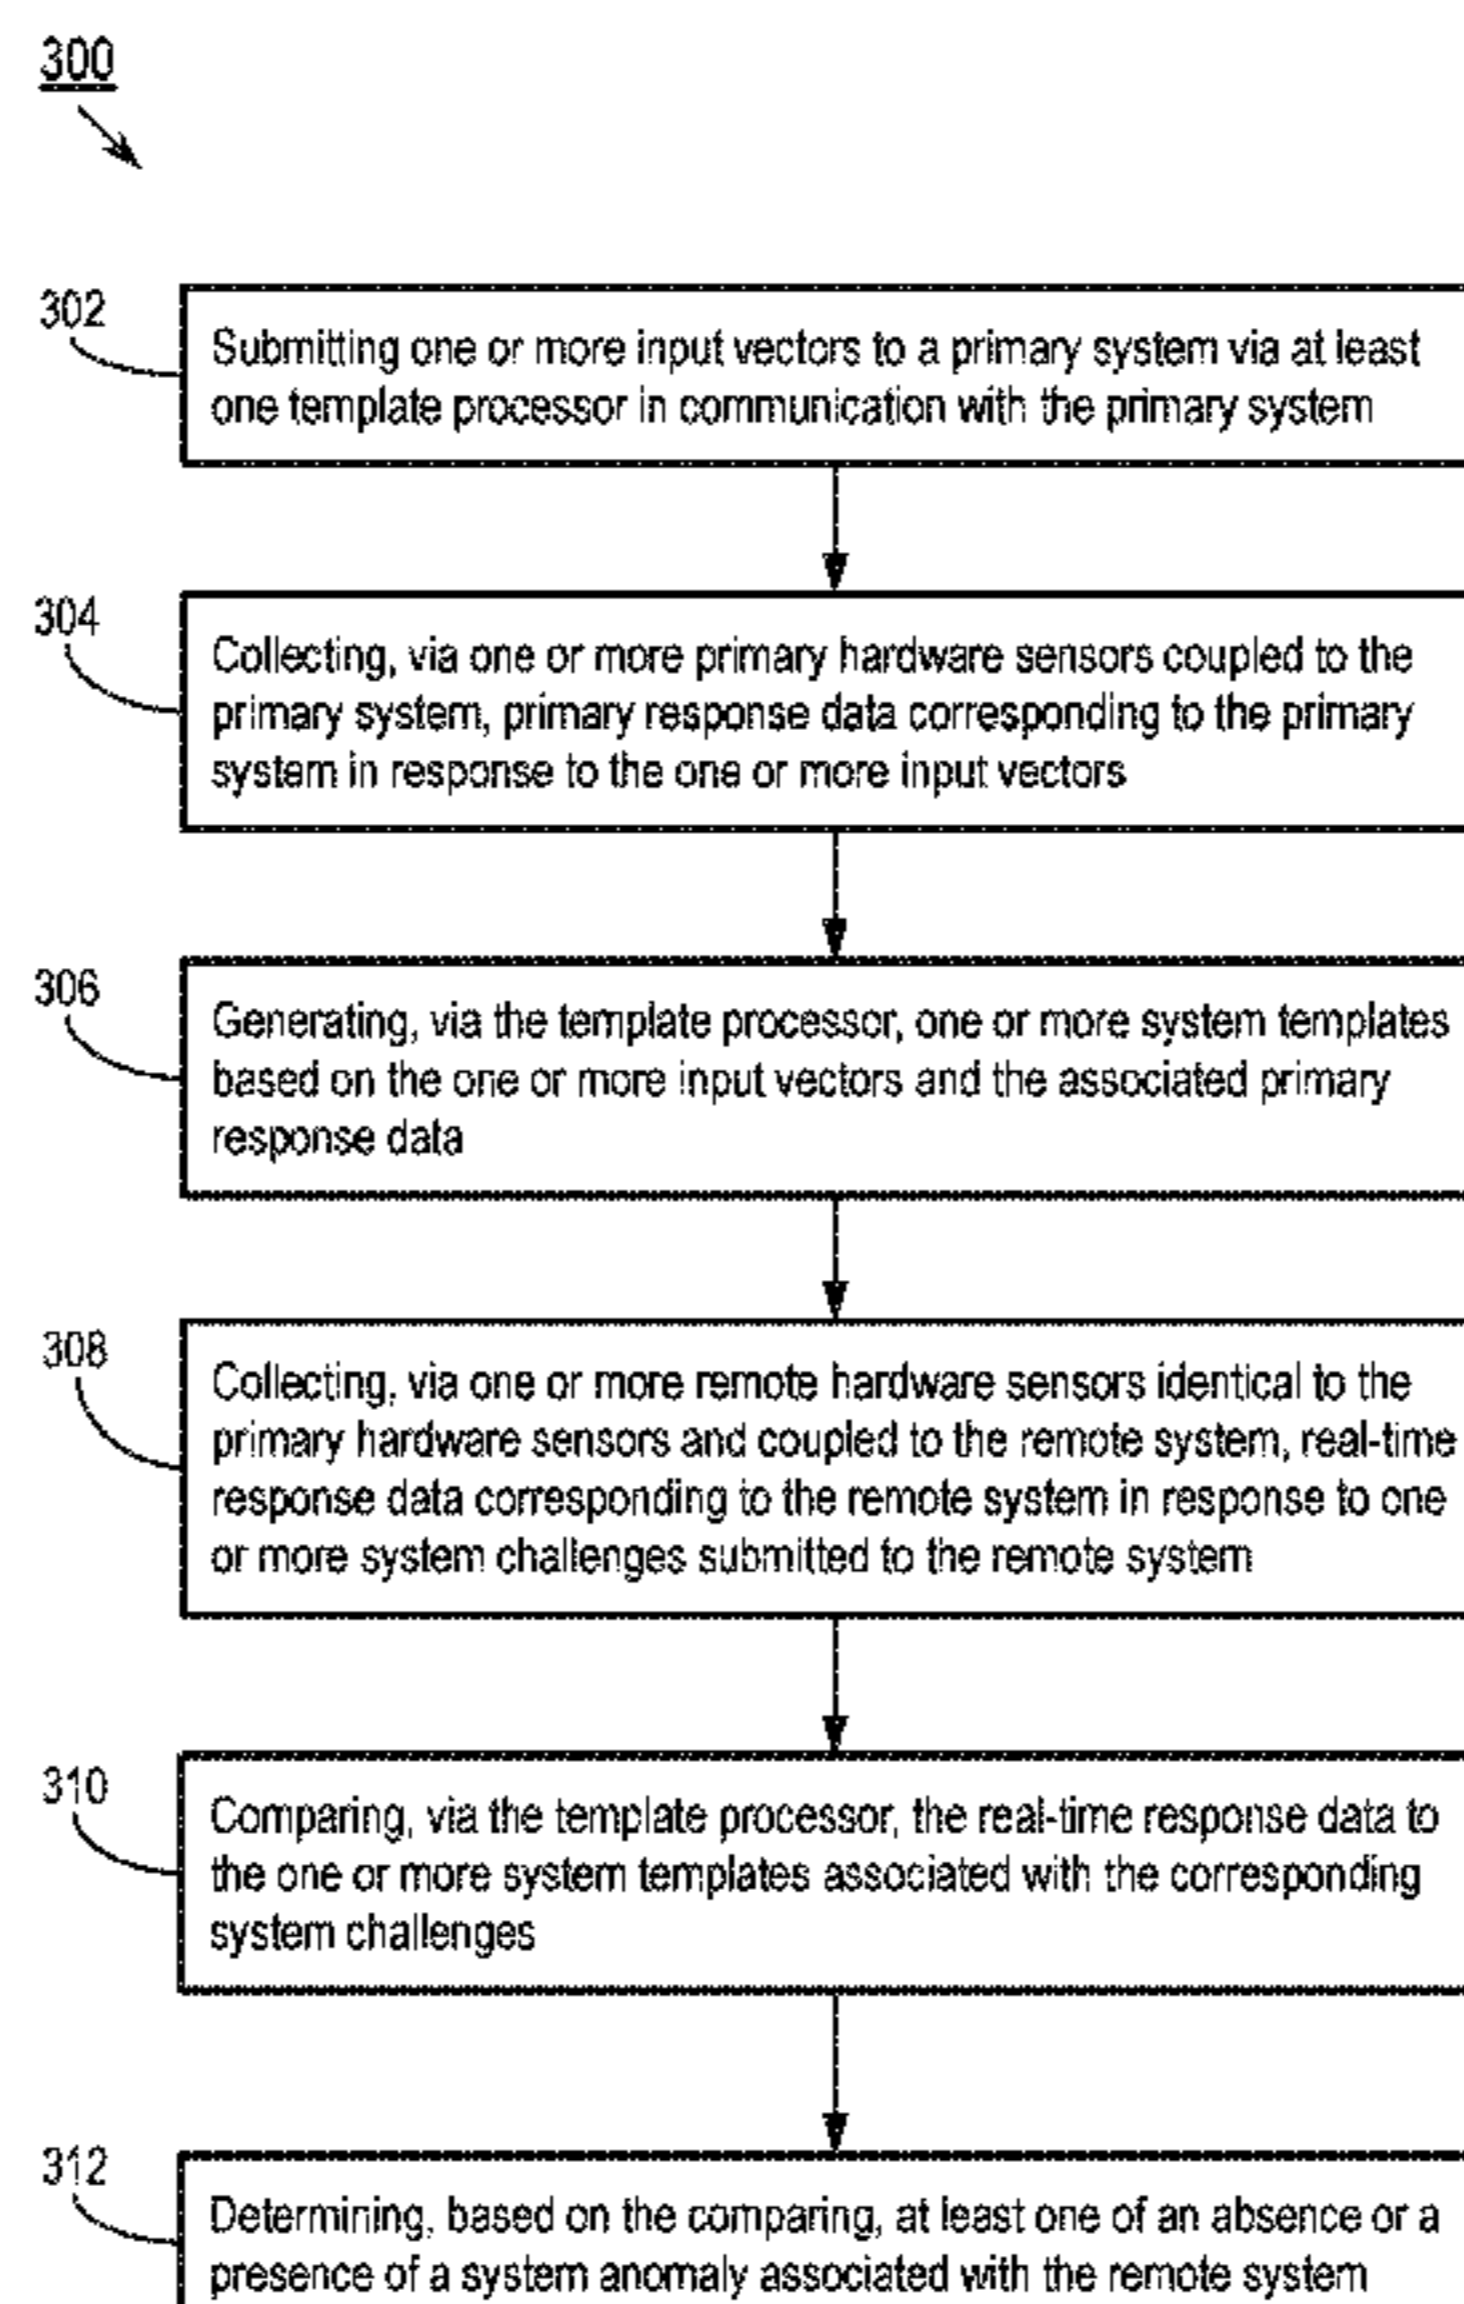 300
302
Submitting one or more input vectors to a primary system via at least
one template processor in communication with the primary system
304
Collecting, via one or more primary hardware sensors coupled to the
primary system, primary response data corresponding to the primary
system in response to the one or more input vectors
306
Generating, via the template processor, one or more system templates
based on the one or more input vectors and the associated primary
response data
308
Collecting, via one or more remote hardware sensors identical to the
primary hardware sensors and coupled to the remote system, real-time
response data corresponding to the remote system in response to one
or more system challenges submitted to the remote system
310
Comparing, via the template processor, the real-time response data to
the one or more system templates associated with the corresponding
system challenges
312
Determining, based on the comparing, at least one of an absence or a
presence of a system anomaly associated with the remote system